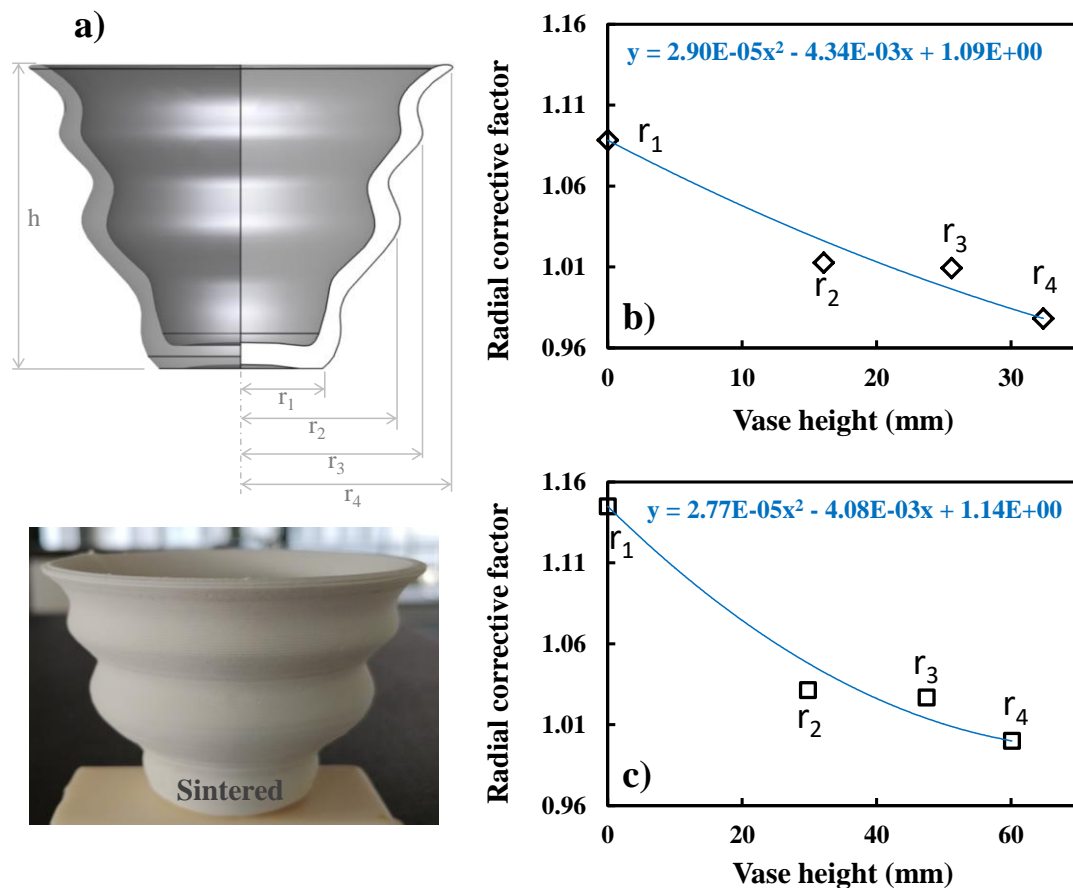 a)
h
r₁
r₂
r₃
r₄
Sintered
1.16
1.11
1.06
1.01
0.96
Radial corrective factor
y = 2.90E-05x² - 4.34E-03x + 1.09E+00
r₁
r₂
r₃
r₄
b)
0 10 20 30
Vase height (mm)
1.16
1.11
1.06
1.01
0.96
Radial corrective factor
y = 2.77E-05x² - 4.08E-03x + 1.14E+00
r₁
r₂
r₃
r₄
c)
0 20 40 60
Vase height (mm)